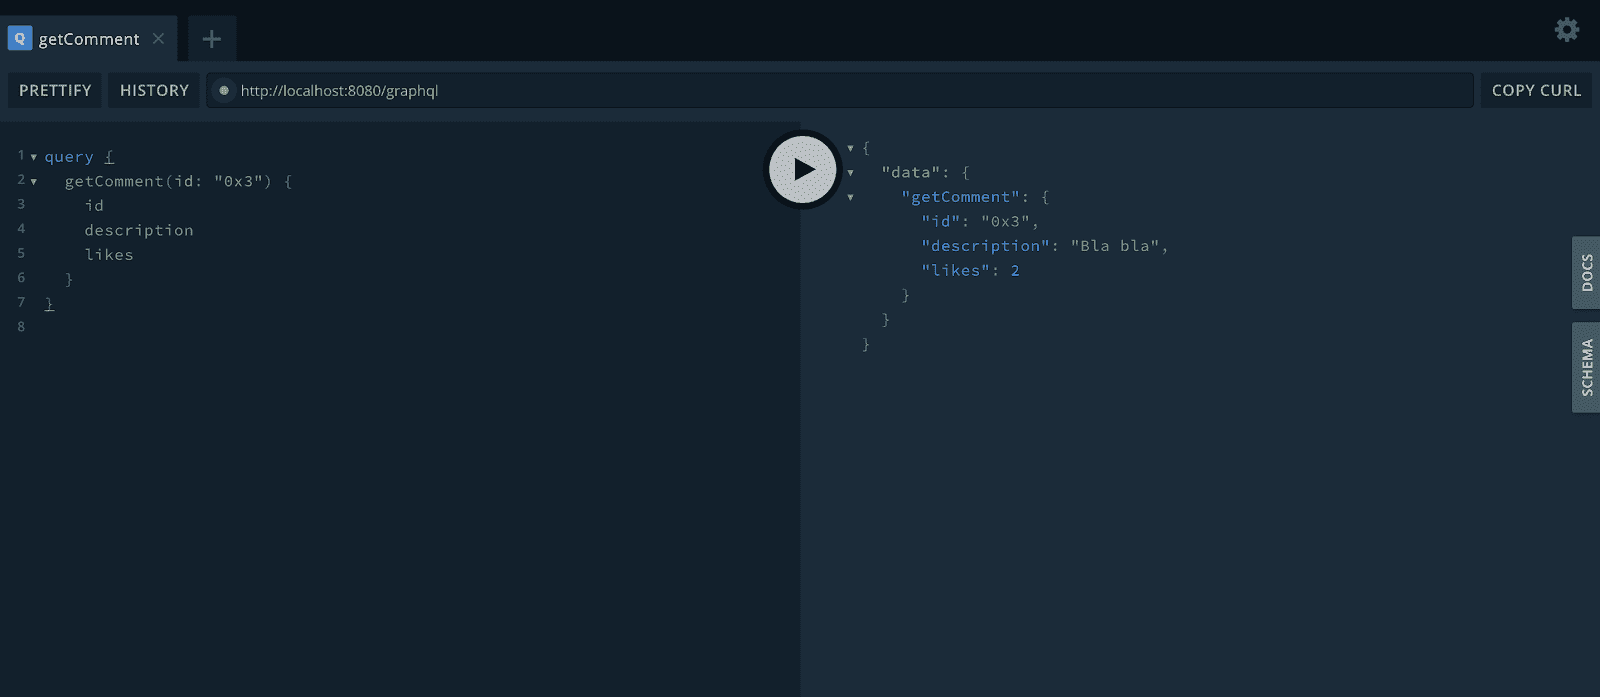 Q getComment × +
PRETTIFY HISTORY http://localhost:8080/graphql COPY CURL
1 query {
2 getComment(id: "0x3") {
3 id
4 description
5 likes
6 }
7 }
8
{
"data": {
"getComment": {
"id": "0x3",
"description": "Bla bla",
"likes": 2
}
}
}
DOCS
SCHEMA